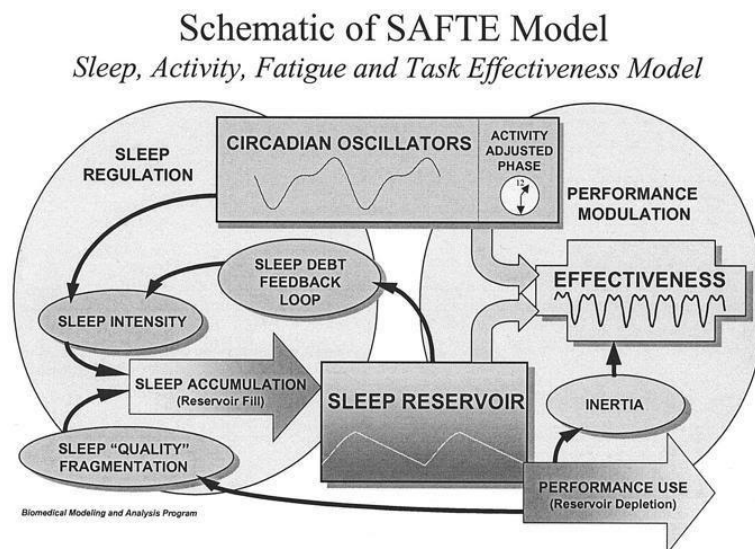 Schematic of SAFTE Model
Sleep, Activity, Fatigue and Task Effectiveness Model
CIRCADIAN OSCILLATORS
ACTIVITY
ADJUSTED
PHASE
12
SLEEP
REGULATION
PERFORMANCE
MODULATION
SLEEP DEBT
FEEDBACK
LOOP
EFFECTIVENESS
SLEEP INTENSITY
SLEEP ACCUMULATION
(Reservoir Fill)
SLEEP RESERVOIR
INERTIA
SLEEP “QUALITY”
FRAGMENTATION
PERFORMANCE USE
(Reservoir Depletion)
Biomedical Modeling and Analysis Program